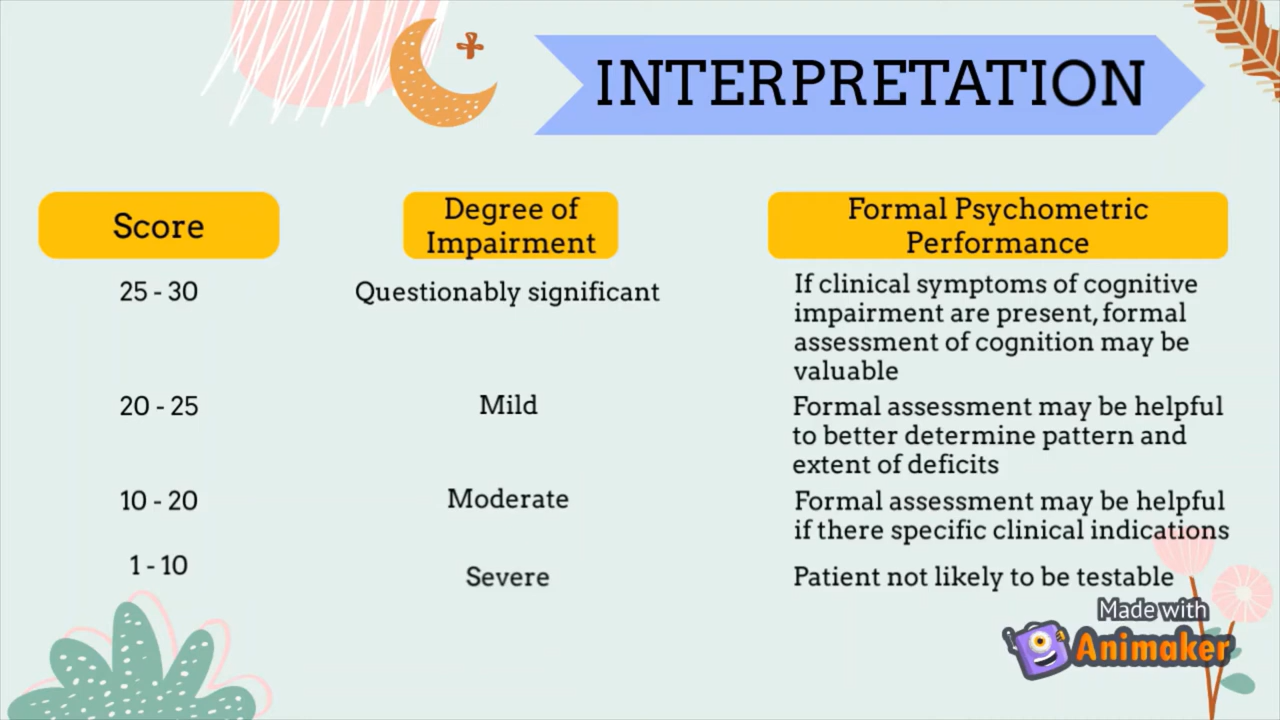 INTERPRETATION
Score
Degree of
Impairment
Formal Psychometric
Performance
25 - 30
Questionably significant
If clinical symptoms of cognitive
impairment are present, formal
assessment of cognition may be
valuable
20 - 25
Mild
Formal assessment may be helpful
to better determine pattern and
extent of deficits
10 - 20
Moderate
Formal assessment may be helpful
if there specific clinical indications
1 - 10
Severe
Patient not likely to be testable
Made with
Animaker